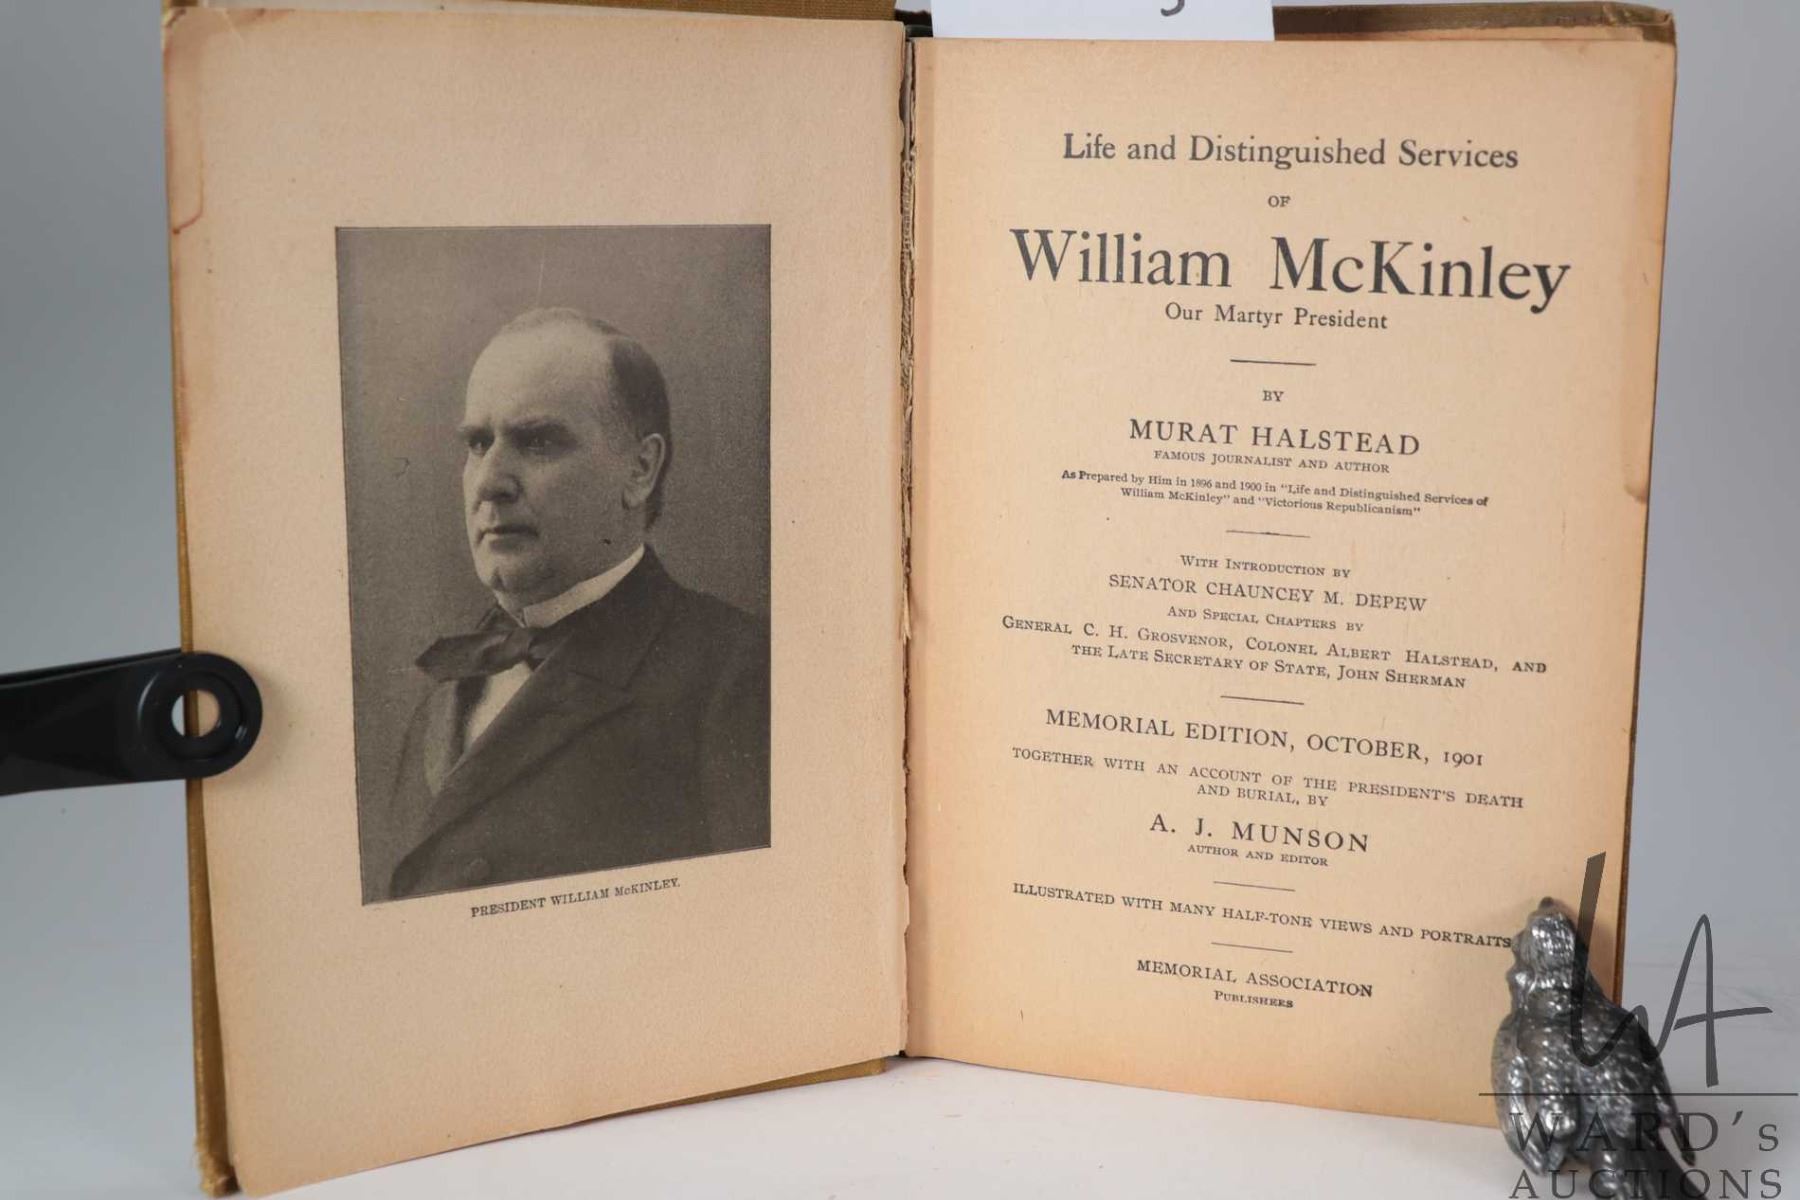 PRESIDENT WILLIAM McKINLEY.
Life and Distinguished Services
OF
William McKinley
Our Martyr President
BY
MURAT HALSTEAD
FAMOUS JOURNALIST AND AUTHOR
As Prepared by Him in 1896 and 1900 in "Life and Distinguished Services of
William McKinley" and "Victorious Republicanism"
WITH INTRODUCTION BY
SENATOR CHAUNCEY M. DEPEW
AND SPECIAL CHAPTERS BY
GENERAL C. H. GROSVENOR, COLONEL ALBERT HALSTEAD, AND
THE LATE SECRETARY OF STATE, JOHN SHERMAN
MEMORIAL EDITION, OCTOBER, 1901
TOGETHER WITH AN ACCOUNT OF THE PRESIDENT'S DEATH
AND BURIAL, BY
A. J. MUNSON
AUTHOR AND EDITOR
ILLUSTRATED WITH MANY HALF-TONE VIEWS AND PORTRAITS
MEMORIAL ASSOCIATION
PUBLISHERS
WA
WARD's
AUCTIONS